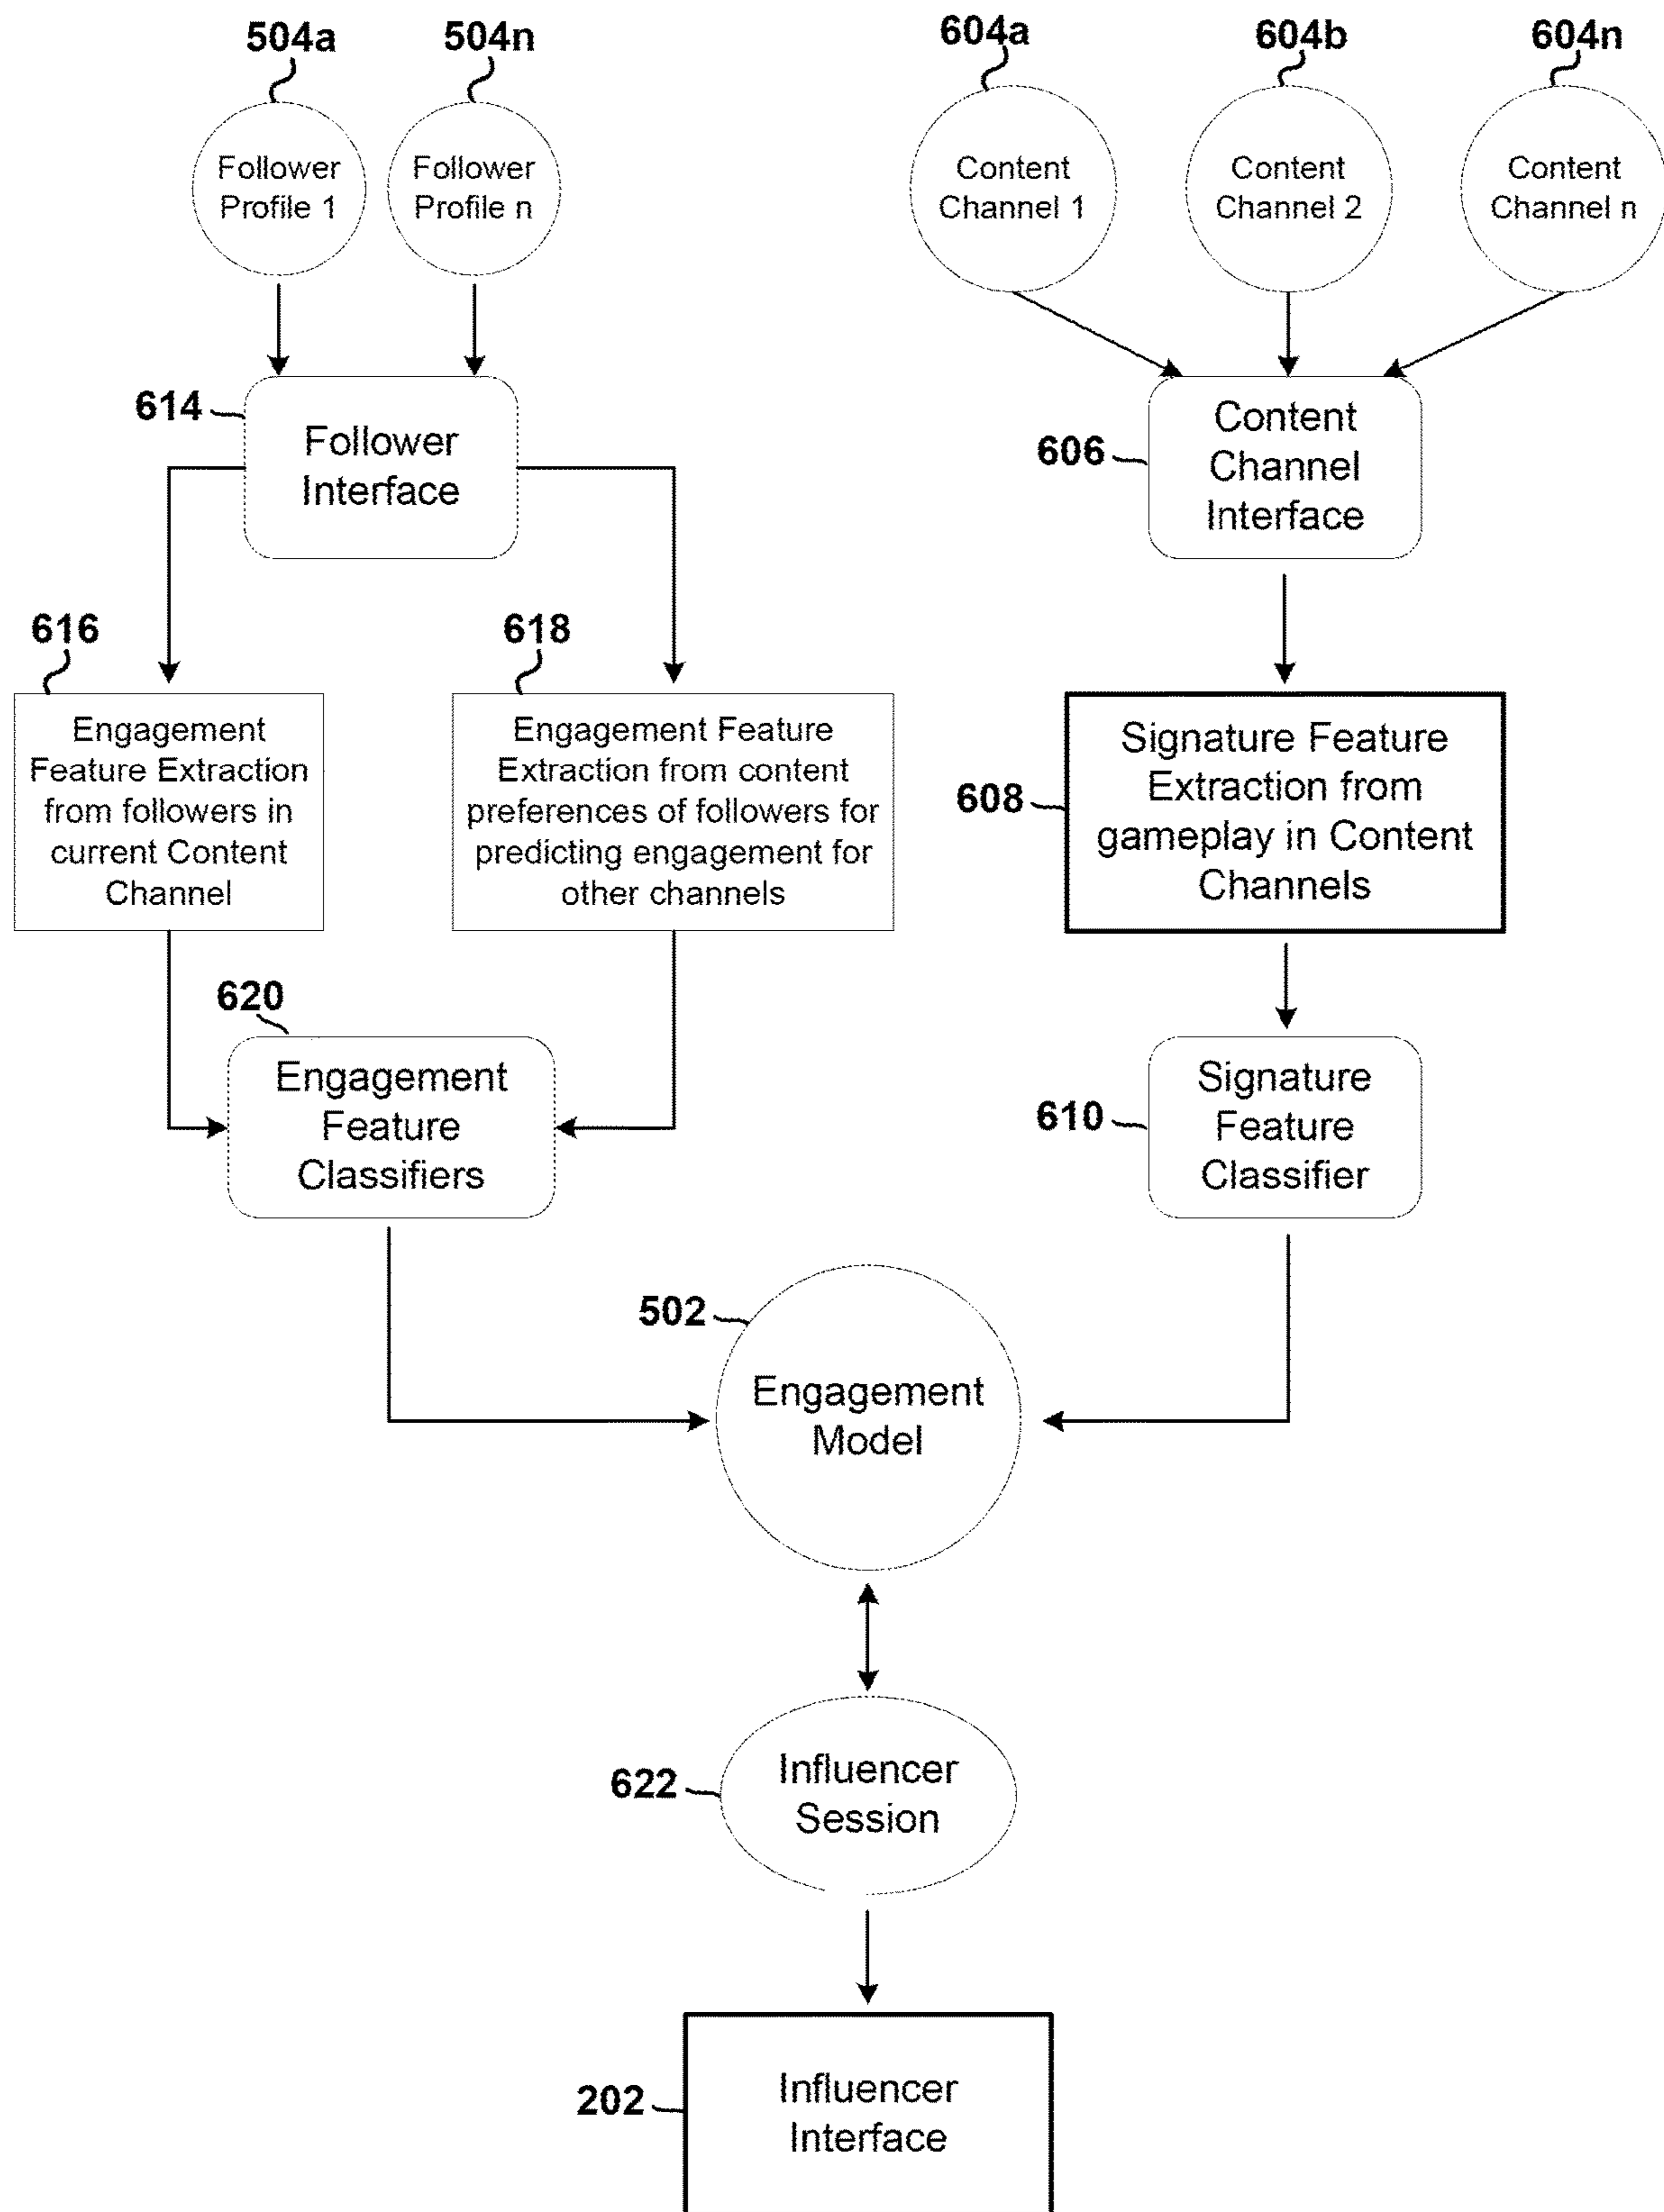 504a
504n
604a
604b
604n
Follower
Profile 1
Follower
Profile n
Content
Channel 1
Content
Channel 2
Content
Channel n
614
Follower
Interface
606
Content
Channel
Interface
616
618
Engagement
Feature Extraction
from followers in
current Content
Channel
Engagement Feature
Extraction from content
preferences of followers for
predicting engagement for
other channels
608
Signature Feature
Extraction from
gameplay in Content
Channels
620
Engagement
Feature
Classifiers
610
Signature
Feature
Classifier
502
Engagement
Model
622
Influencer
Session
202
Influencer
Interface